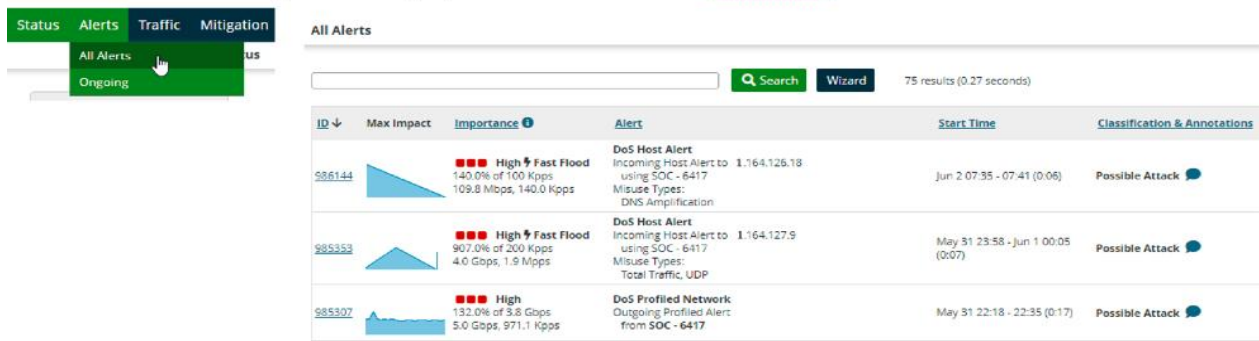 Status Alerts Traffic Mitigation
All Alerts
Ongoing
All Alerts
Search Wizard 75 results (0.27 seconds)
ID Max Impact Importance Alert Start Time Classification & Annotations
986144
High Fast Flood
140.0% of 100 Kpps
109.8 Mbps, 140.0 Kpps
DoS Host Alert
Incoming Host Alert to 1.164.126.18
using SOC - 6417
Misuse Types:
DNS Amplification
Jun 2 07:35 - 07:41 (0:06)
Possible Attack
985353
High Fast Flood
907.0% of 200 Kpps
4.0 Gbps, 1.9 Mpps
DoS Host Alert
Incoming Host Alert to 1.164.127.9
using SOC - 6417
Misuse Types:
Total Traffic, UDP
May 31 23:58 - Jun 1 00:05
(0:07)
Possible Attack
985307
High
132.0% of 3.8 Gbps
5.0 Gbps, 971.1 Kpps
DoS Profiled Network
Outgoing Profiled Alert
from SOC - 6417
May 31 22:18 - 22:35 (0:17)
Possible Attack